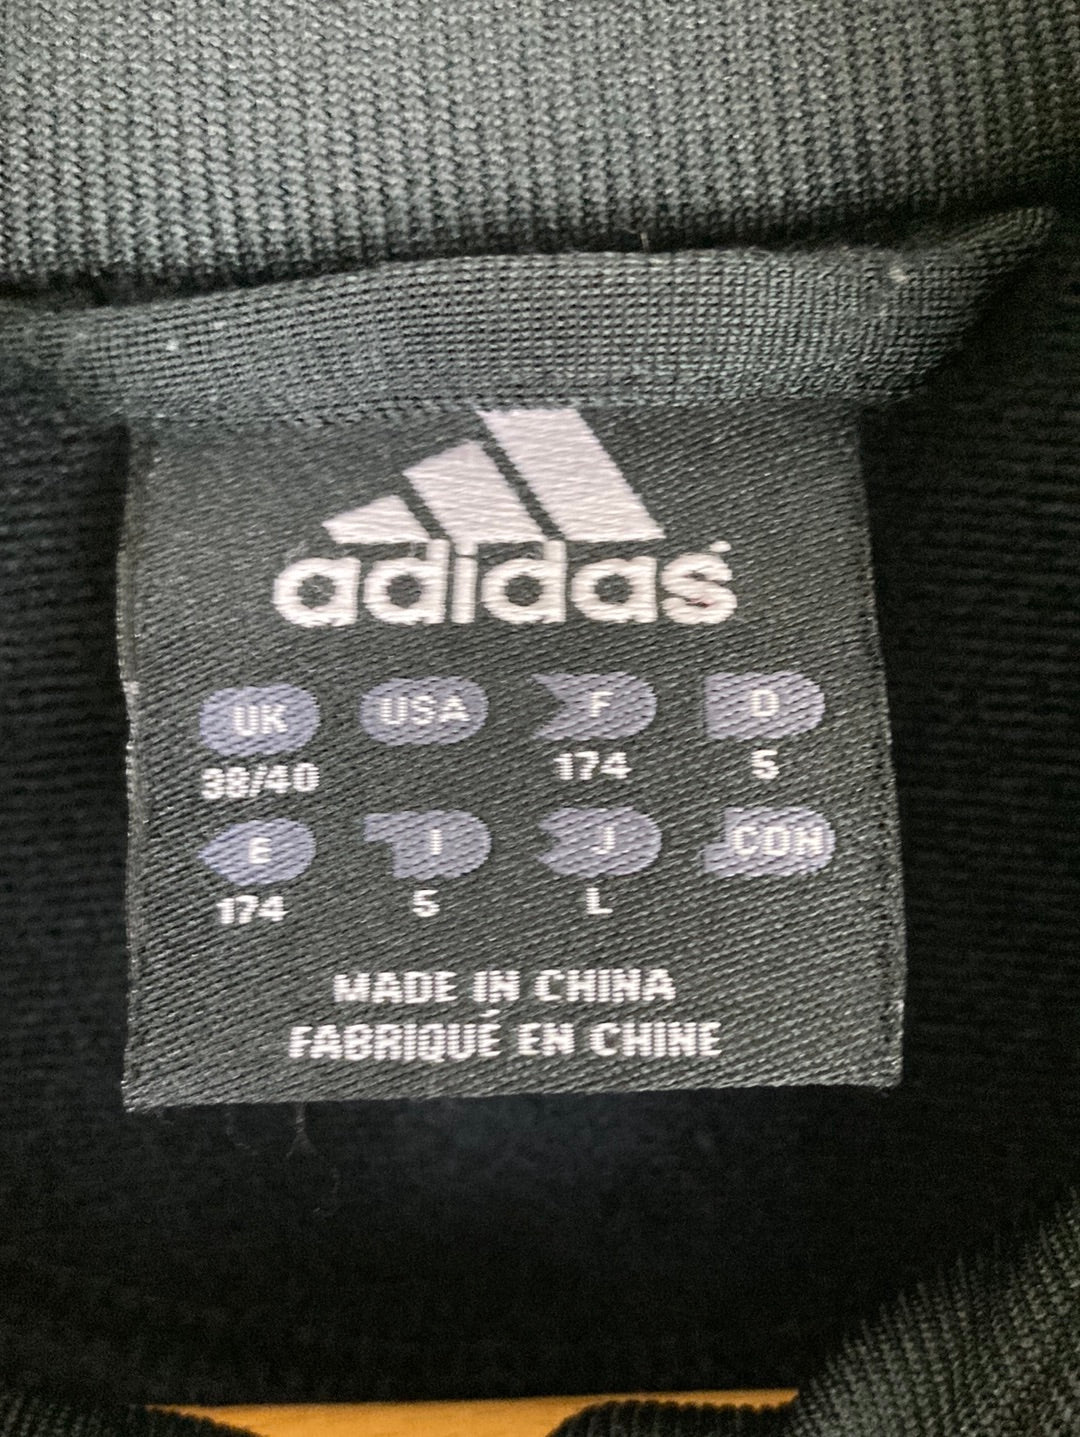 adidas
UK USA F D
38/40 174 5
E I J CDN
174 5 L
MADE IN CHINA
FABRIQUÉ EN CHINE